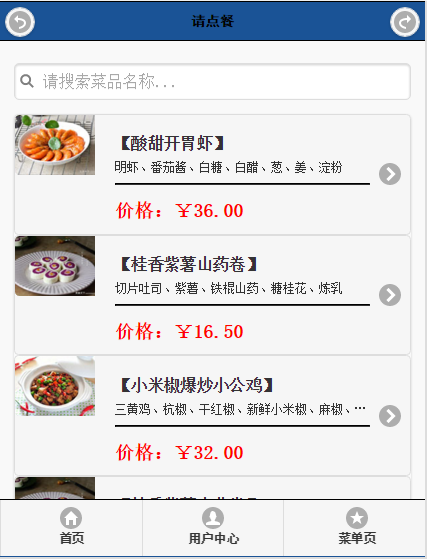 请点餐
请搜索菜品名称...
【酸甜开胃虾】
明虾、番茄酱、白糖、白醋、葱、姜、淀粉
价格：￥36.00
【桂香紫薯山药卷】
切片吐司、紫薯、铁棍山药、糖桂花、炼乳
价格：￥16.50
【小米椒爆炒小公鸡】
三黄鸡、杭椒、干红椒、新鲜小米椒、麻椒、…
价格：￥32.00
首页
用户中心
菜单页